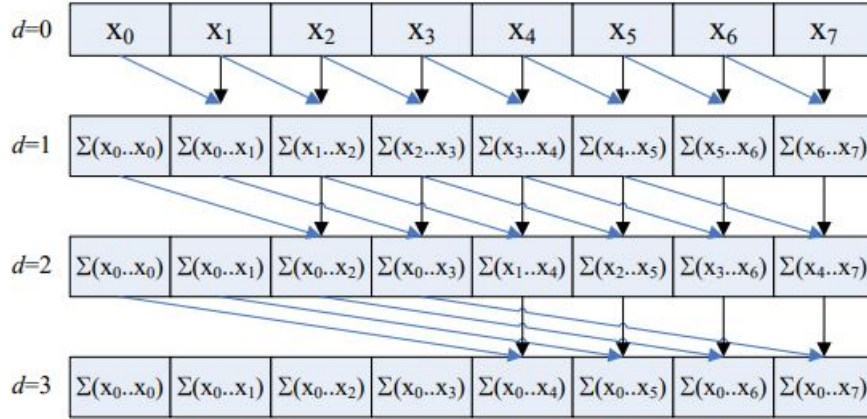 d=0 x₀ x₁ x₂ x₃ x₄ x₅ x₆ x₇
d=1 Σ(x₀..x₀) Σ(x₀..x₁) Σ(x₁..x₂) Σ(x₂..x₃) Σ(x₃..x₄) Σ(x₄..x₅) Σ(x₅..x₆) Σ(x₆..x₇)
d=2 Σ(x₀..x₀) Σ(x₀..x₁) Σ(x₀..x₂) Σ(x₀..x₃) Σ(x₁..x₄) Σ(x₂..x₅) Σ(x₃..x₆) Σ(x₄..x₇)
d=3 Σ(x₀..x₀) Σ(x₀..x₁) Σ(x₀..x₂) Σ(x₀..x₃) Σ(x₀..x₄) Σ(x₀..x₅) Σ(x₀..x₆) Σ(x₀..x₇)